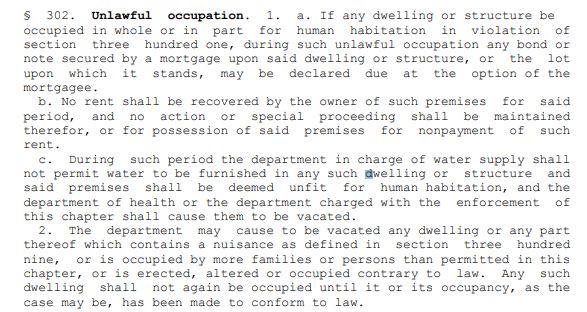 § 302. Unlawful occupation. 1. a. If any dwelling or structure be
occupied in whole or in part for human habitation in violation of
section three hundred one, during such unlawful occupation any bond or
note secured by a mortgage upon said dwelling or structure, or the lot
upon which it stands, may be declared due at the option of the
mortgagee.
b. No rent shall be recovered by the owner of such premises for said
period, and no action or special proceeding shall be maintained
therefor, or for possession of said premises for nonpayment of such
rent.
c. During such period the department in charge of water supply shall
not permit water to be furnished in any such dwelling or structure and
said premises shall be deemed unfit for human habitation, and the
department of health or the department charged with the enforcement of
this chapter shall cause them to be vacated.
2. The department may cause to be vacated any dwelling or any part
thereof which contains a nuisance as defined in section three hundred
nine, or is occupied by more families or persons than permitted in this
chapter, or is erected, altered or occupied contrary to law. Any such
dwelling shall not again be occupied until it or its occupancy, as the
case may be, has been made to conform to law.